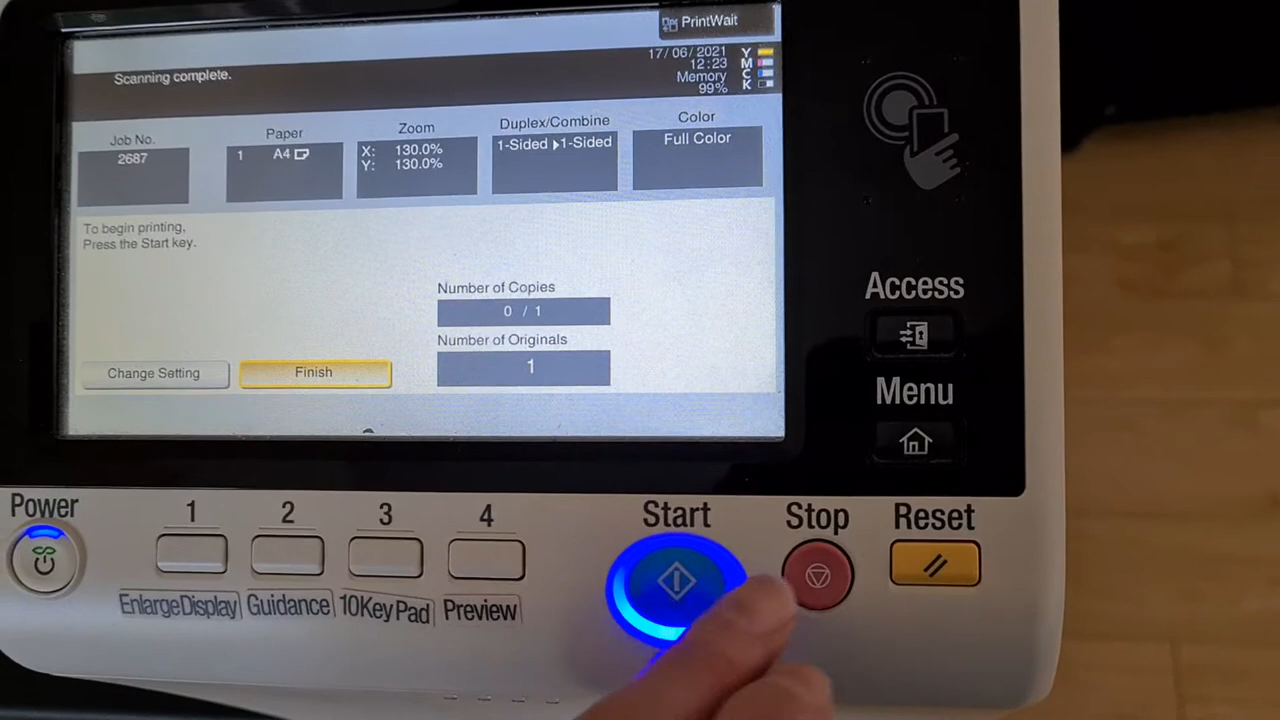 PrintWait
Scanning complete.
17/06/2021
12:23
Memory
99%
Y
M
C
K
Job No.
2687
Paper
1 A4
Zoom
X: 130.0%
Y: 130.0%
Duplex/Combine
1-Sided ▶1-Sided
Color
Full Color
To begin printing,
Press the Start key.
Number of Copies
0 / 1
Number of Originals
1
Change Setting
Finish
Access
Menu
Power
1
2
3
4
Start
Stop
Reset
EnlargeDisplay
Guidance
10KeyPad
Preview